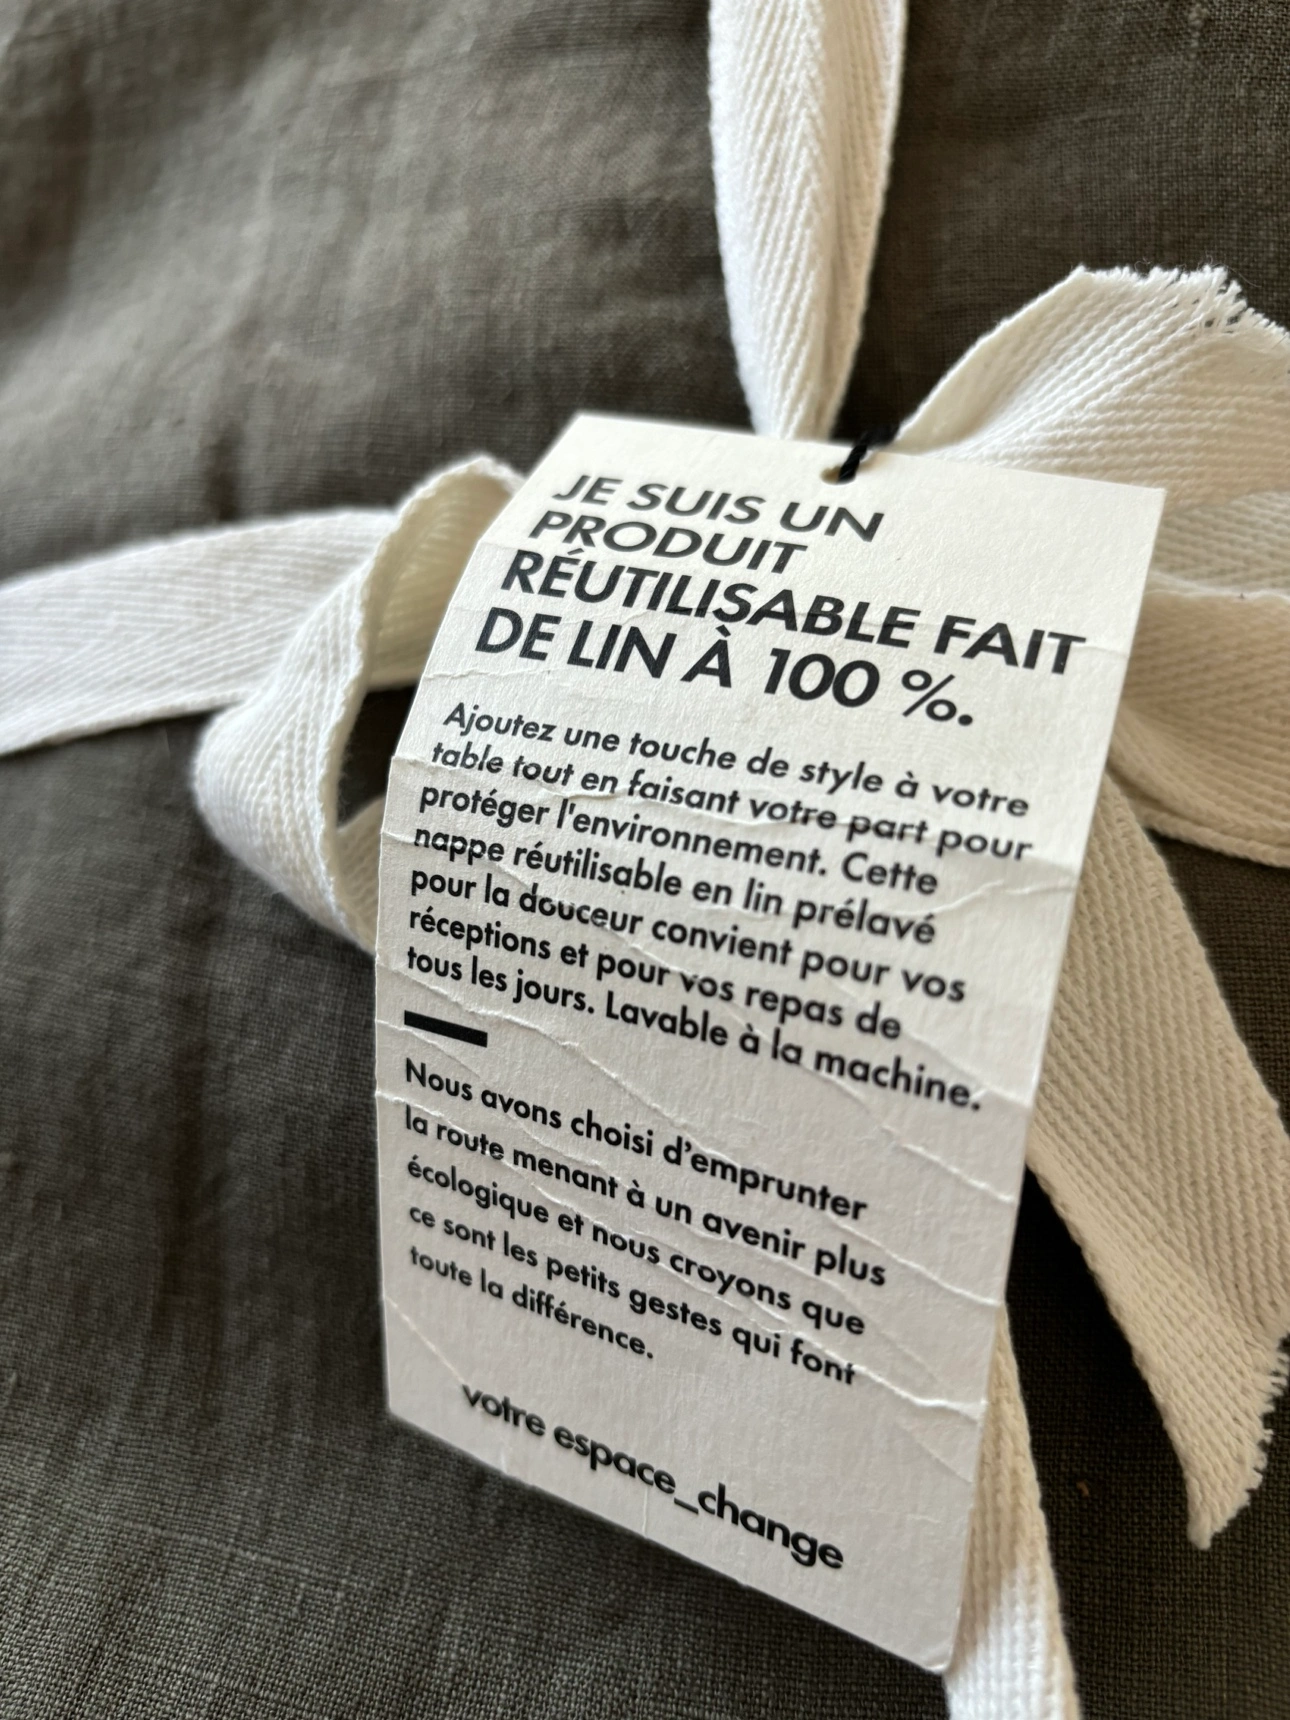 JE SUIS UN
PRODUIT
RÉUTILISABLE FAIT
DE LIN À 100 %.
Ajoutez une touche de style à votre
table tout en faisant votre part pour
protéger l'environnement. Cette
nappe réutilisable en lin prélavé
pour la douceur convient pour vos
réceptions et pour vos repas de
tous les jours. Lavable à la machine.
Nous avons choisi d’emprunter
la route menant à un avenir plus
écologique et nous croyons que
ce sont les petits gestes qui font
toute la différence.
votre espace_change